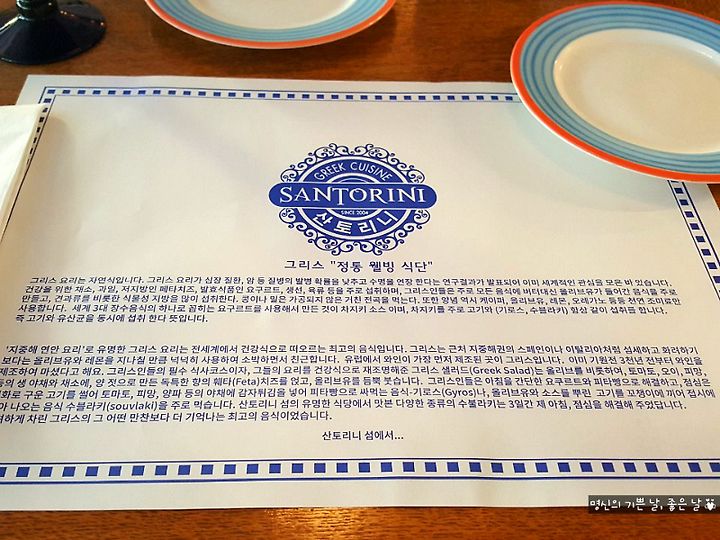 GREEK CUISINE
SANTORINI
SINCE 2004
산토리니
그리스 "정통 웰빙 식단"
그리스 요리는 자연식입니다. 그리스 요리가 심장 질환, 암 등 질병의 발병 확률을 낮추고 수명을 연장 한다는 연구결과가 발표되어 이미 세계적인 관심을 모은 바 있습니다.
건강을 위한 채소, 과일, 저지방인 페타치즈, 발효식품인 요구르트, 생선, 육류 등을 주로 섭취하며, 그리스인들은 주로 모든 음식에 버터대신 올리브유가 들어간 음식을 주로
만들고, 견과류를 비롯한 식물성 지방을 많이 섭취한다. 콩이나 밀은 가공되지 않은 거친 전곡을 먹는다. 또한 양념 역시 케이퍼, 올리브유, 레몬, 오레가노 등등 천연 조미료만
사용합니다. 세계 3대 장수음식의 하나로 꼽히는 요구르트를 사용해서 만든 것이 차지키 소스 이며, 차지키를 주로 고기와 (기로스, 수블라키) 항상 같이 섭취를 합니다.
즉 고기와 유산균을 동시에 섭취 한다 뜻입니다.
'지중해 연안 요리'로 유명한 그리스 요리는 전세계에서 건강식으로 떠오르는 최고의 음식입니다. 그리스는 근처 지중해권의 스페인이나 이탈리아처럼 섬세하고 화려하기
보다는 올리브유와 레몬을 지나칠 만큼 넉넉히 사용하여 소박하면서 친근합니다. 유럽에서 와인이 가장 먼저 제조된 곳이 그리스입니다. 이미 기원전 3천년 전부터 와인을
제조하여 마셨다고 해요. 그리스인들의 필수 식사코스이자, 그들의 요리를 건강식으로 재조명해준 그리스 샐러드(Greek Salad)는 올리브를 비롯하여, 토마토, 오이, 피망,
등의 생 야채와 채소에, 양 젓으로 만든 독특한 향의 훼타(Feta)치즈를 얹고, 올리브유를 듬뿍 붓습니다. 그리스인들은 아침을 간단한 요구르트와 피타빵으로 해결하고, 점심은
화로 구운 고기를 썰어 토마토, 피망, 양파 등의 야채에 감자튀김을 넣어 피타빵으로 싸먹는 음식-기로스(Gyros)나, 올리브유와 소스를 뿌린 고기를 꼬챙이에 끼어 접시에
나오는 음식 수블라키(souvlaki)을 주로 먹습니다. 산토리니 섬의 유명한 식당에서 맛본 다양한 종류의 수블라키는 3일간 제 아침, 점심을 해결해 주었답니다.
하게 차린 그리스의 그 어떤 만찬보다 더 기억나는 최고의 음식이었습니다.
산토리니 섬에서...
명신의 기쁜 날, 좋은 날